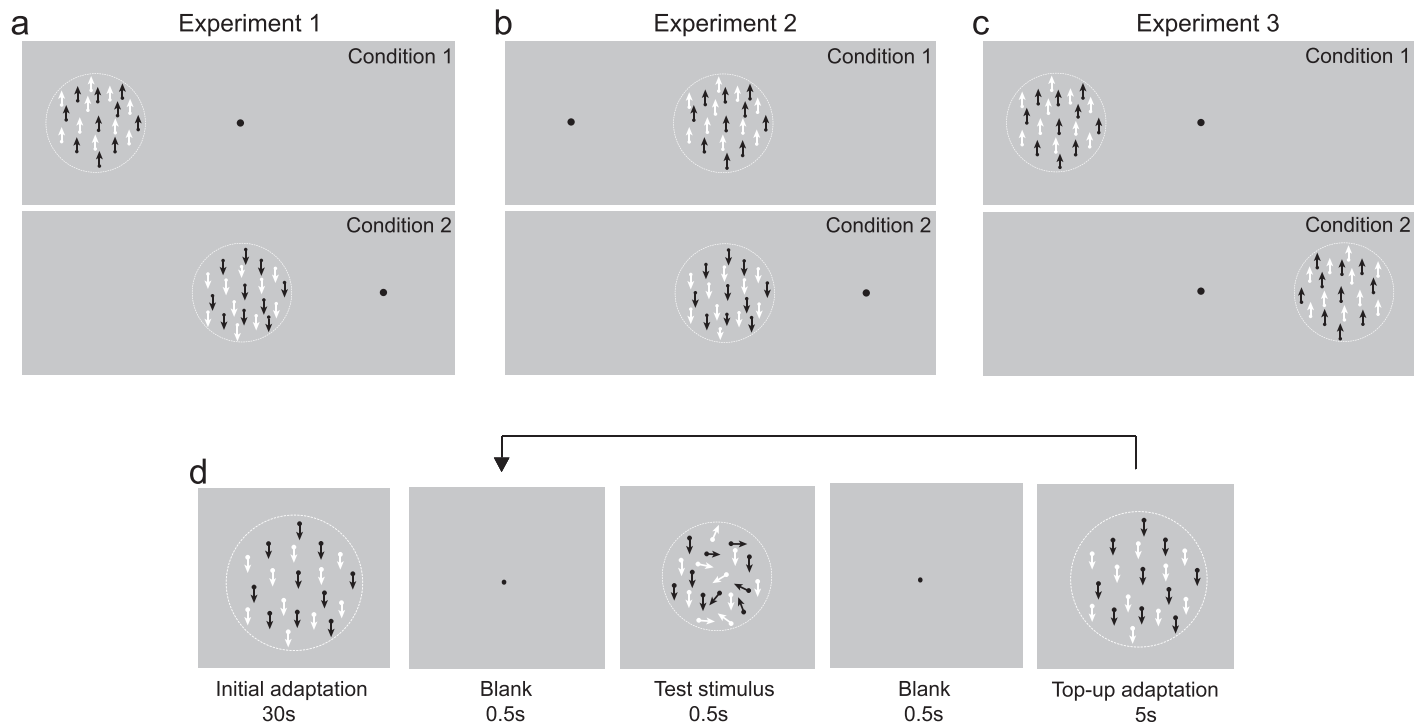 a
Experiment 1
Condition 1
Condition 2
b
Experiment 2
Condition 1
Condition 2
c
Experiment 3
Condition 1
Condition 2
d
Initial adaptation
30s
Blank
0.5s
Test stimulus
0.5s
Blank
0.5s
Top-up adaptation
5s